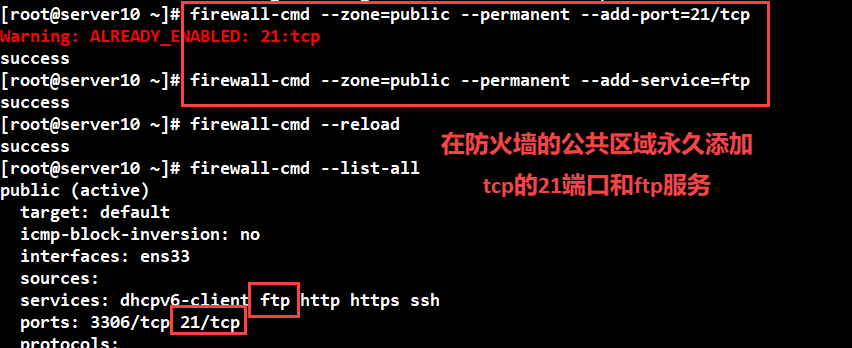 [root@server10 ~]# firewall-cmd --zone=public --permanent --add-port=21/tcp
Warning: ALREADY_ENABLED: 21:tcp
success
[root@server10 ~]# firewall-cmd --zone=public --permanent --add-service=ftp
success
[root@server10 ~]# firewall-cmd --reload
success
[root@server10 ~]# firewall-cmd --list-all
public (active)
  target: default
  icmp-block-inversion: no
  interfaces: ens33
  sources:
  services: dhcpv6-client ftp http https ssh
  ports: 3306/tcp 21/tcp
  protocols:
在防火墙的公共区域永久添加
tcp的21端口和ftp服务